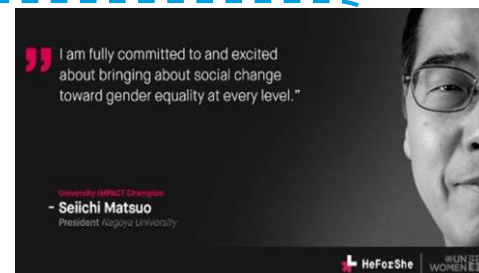 " I am fully committed to and excited
about bringing about social change
toward gender equality at every level.”
University IMPACT Champion
- Seiichi Matsuo
President Nagoya University
HeForShe
UN
WOMEN